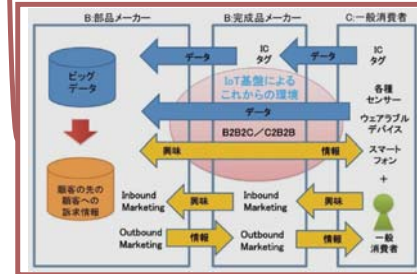 B:部品メーカー
B:完成品メーカー
C:一般消費者
データ
IC
タグ
データ
IC
タグ
ビッグ
データ
IoT基盤による
これからの環境
データ
各種
センサー
B2B2C/C2B2B
ウェアラブル
デバイス
興味
情報
スマート
フォン
+
顧客の先の
顧客への
訴求情報
Inbound
Marketing
興味
Inbound
Marketing
興味
Outbound
Marketing
情報
Outbound
Marketing
情報
一般
消費者